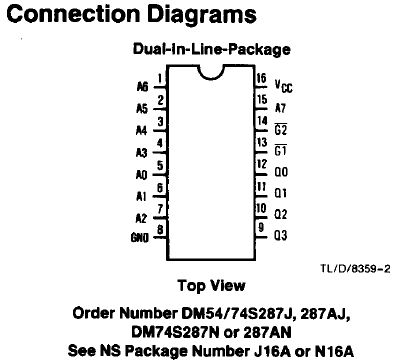 Connection Diagrams
Dual-In-Line-Package
A6 1 16 VCC
A5 2 15 A7
A4 3 14 G̅2̅
A3 4 13 G̅1̅
A0 5 12 Q0
A1 6 11 Q1
A2 7 10 Q2
GND 8 9 Q3
TL/D/8359-2
Top View
Order Number DM54/74S287J, 287AJ,
DM74S287N or 287AN
See NS Package Number J16A or N16A